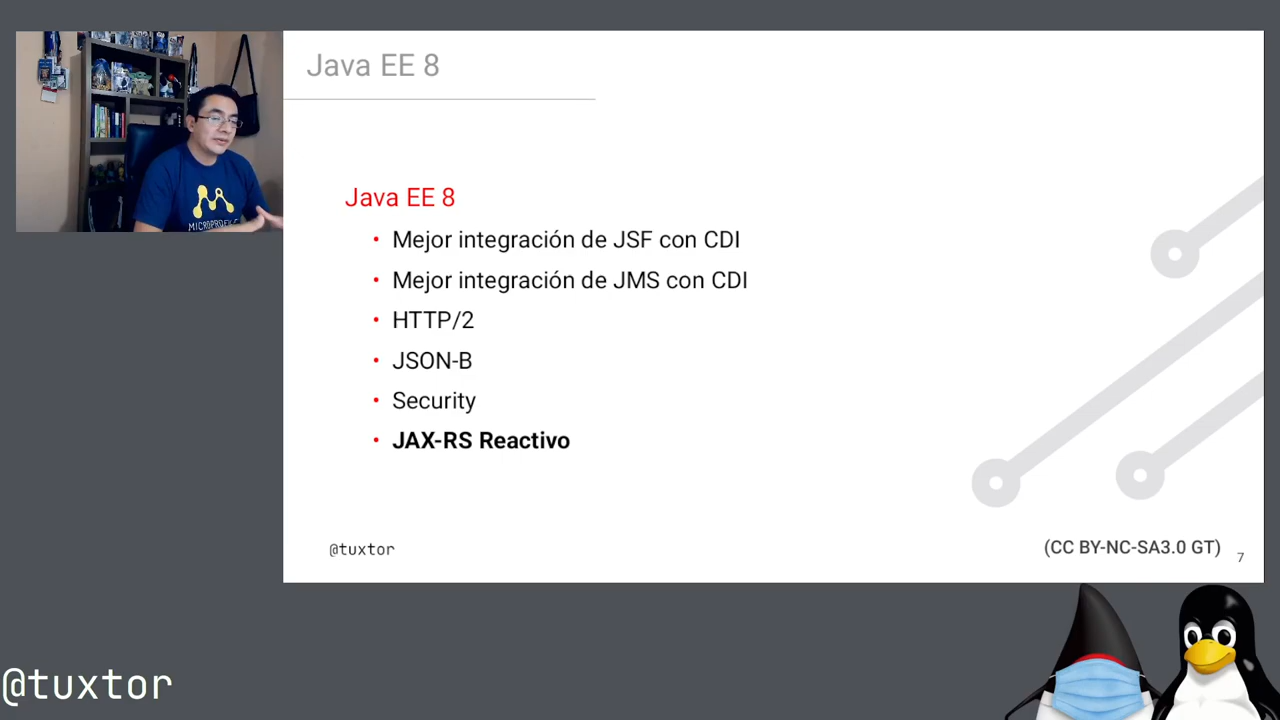 Java EE 8
MICROPROFILE
Java EE 8
• Mejor integración de JSF con CDI
• Mejor integración de JMS con CDI
• HTTP/2
• JSON-B
• Security
• JAX-RS Reactivo
@tuxtor
(CC BY-NC-SA3.0 GT)
7
@tuxtor